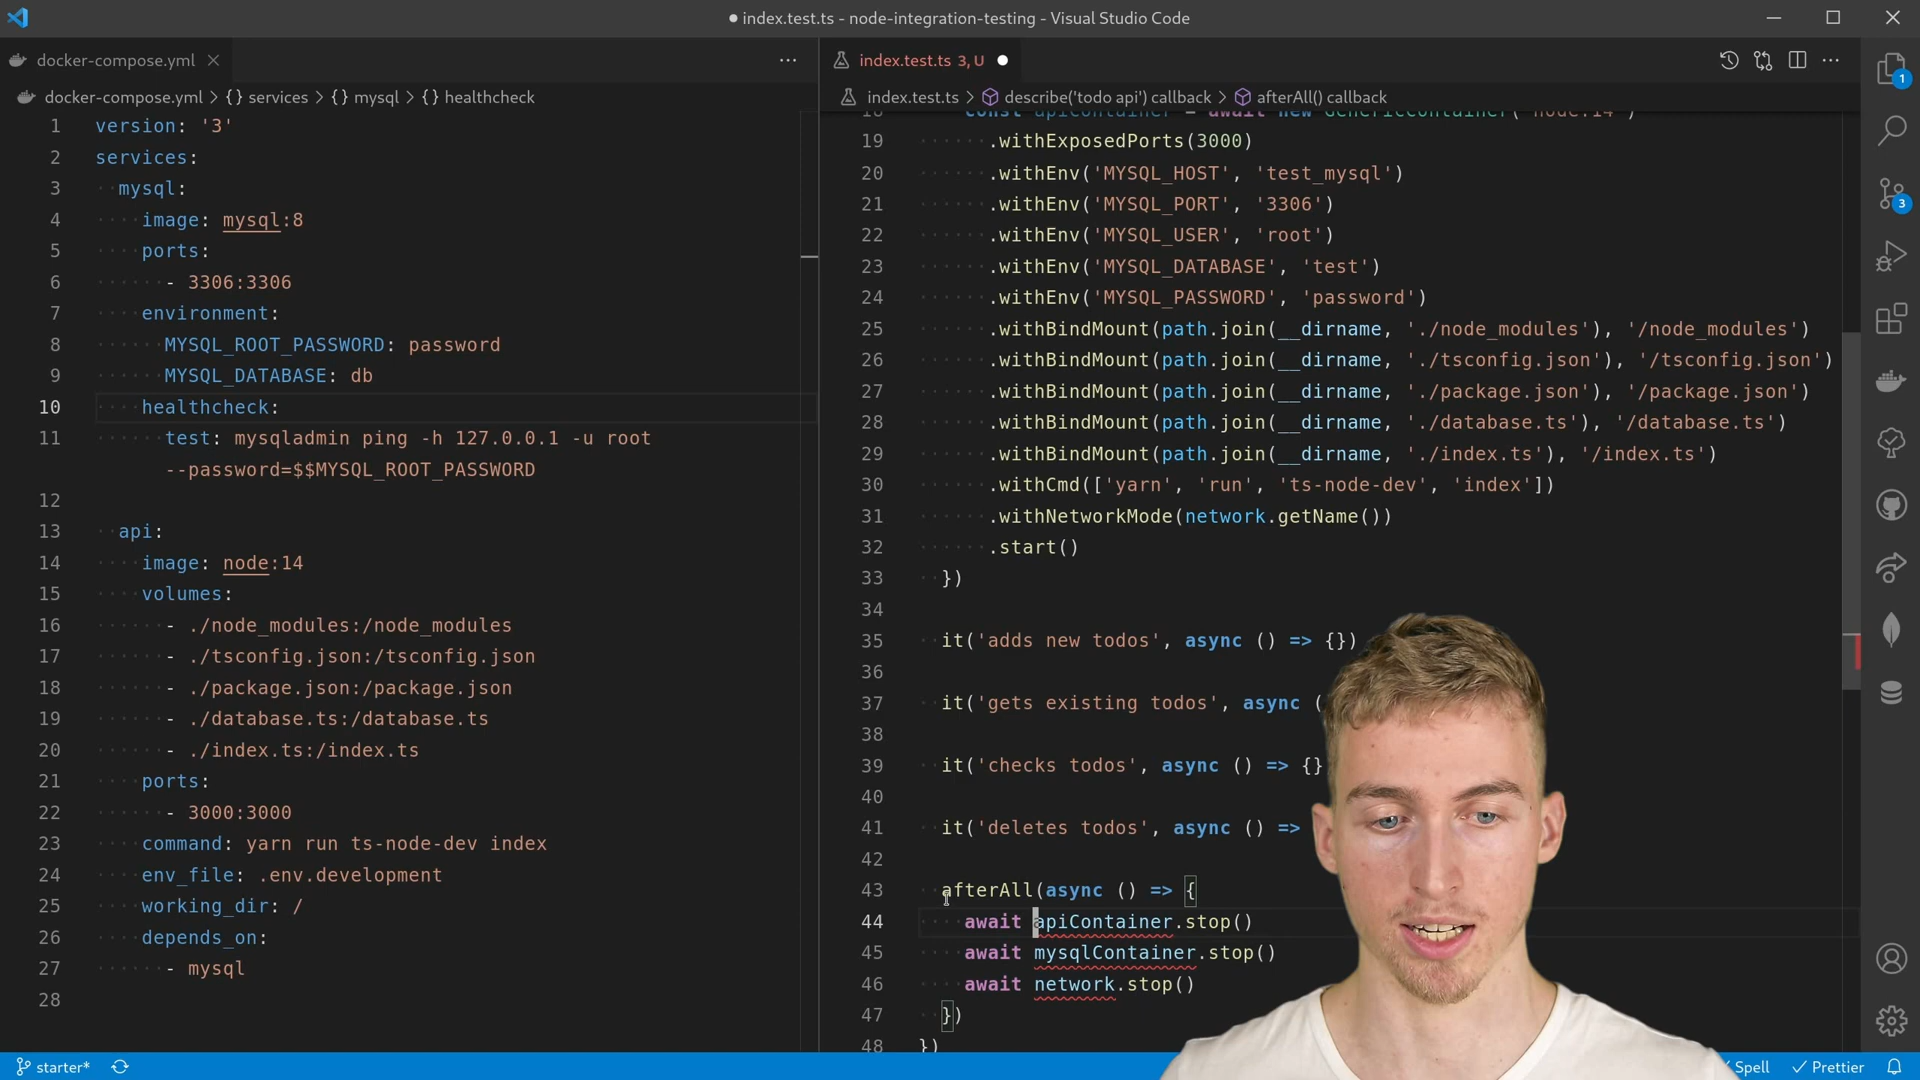 index.test.ts - node-integration-testing - Visual Studio Code
docker-compose.yml
docker-compose.yml > {} services > {} mysql > {} healthcheck
1 version: '3'
2 services:
3 mysql:
4 image: mysql:8
5 ports:
6 - 3306:3306
7 environment:
8 MYSQL_ROOT_PASSWORD: password
9 MYSQL_DATABASE: db
10 healthcheck:
11 test: mysqladmin ping -h 127.0.0.1 -u root
--password=$$MYSQL_ROOT_PASSWORD
12
13 api:
14 image: node:14
15 volumes:
16 - ./node_modules:/node_modules
17 - ./tsconfig.json:/tsconfig.json
18 - ./package.json:/package.json
19 - ./database.ts:/database.ts
20 - ./index.ts:/index.ts
21 ports:
22 - 3000:3000
23 command: yarn run ts-node-dev index
24 env_file: .env.development
25 working_dir: /
26 depends_on:
27 - mysql
28
index.test.ts 3, U
index.test.ts > describe('todo api') callback > afterAll() callback
18 const apiContainer = await new GenericContainer('node:14')
19 .withExposedPorts(3000)
20 .withEnv('MYSQL_HOST', 'test_mysql')
21 .withEnv('MYSQL_PORT', '3306')
22 .withEnv('MYSQL_USER', 'root')
23 .withEnv('MYSQL_DATABASE', 'test')
24 .withEnv('MYSQL_PASSWORD', 'password')
25 .withBindMount(path.join(__dirname, './node_modules'), '/node_modules')
26 .withBindMount(path.join(__dirname, './tsconfig.json'), '/tsconfig.json')
27 .withBindMount(path.join(__dirname, './package.json'), '/package.json')
28 .withBindMount(path.join(__dirname, './database.ts'), '/database.ts')
29 .withBindMount(path.join(__dirname, './index.ts'), '/index.ts')
30 .withCmd(['yarn', 'run', 'ts-node-dev', 'index'])
31 .withNetworkMode(network.getName())
32 .start()
33 })
34
35 it('adds new todos', async () => {})
36
37 it('gets existing todos', async (
38
39 it('checks todos', async () => {}
40
41 it('deletes todos', async () =>
42
43 afterAll(async () => {
44 await apiContainer.stop()
45 await mysqlContainer.stop()
46 await network.stop()
47 })
48 })
1
3
starter*
Spell
Prettier